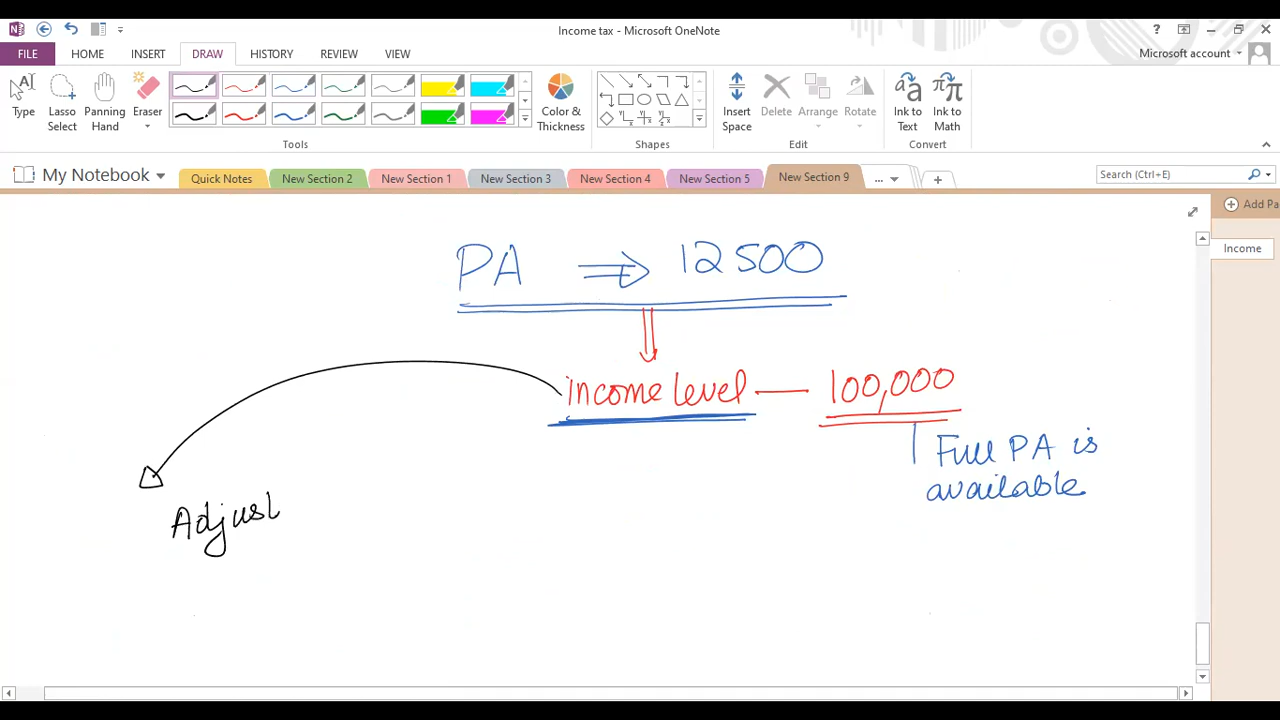 Income tax - Microsoft OneNote
?
FILE HOME INSERT DRAW HISTORY REVIEW VIEW
Microsoft account
Type
Lasso Select
Panning Hand
Eraser
Color & Thickness
Insert Space
Delete
Arrange
Rotate
Ink to Text
Ink to Math
Tools
Shapes
Edit
Convert
My Notebook
Quick Notes
New Section 2
New Section 1
New Section 3
New Section 4
New Section 5
New Section 9
...
Search (Ctrl+E)
Add Pa
Income
PA ⇒ 12500
income level — 100,000
Full PA is
available
Adjust